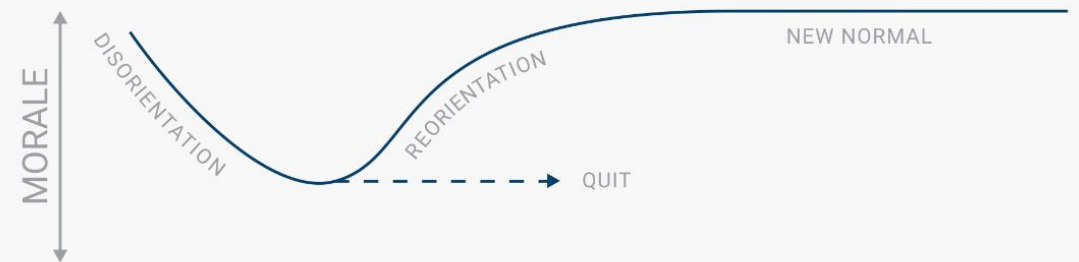 MORALE
DISORIENTATION
REORIENTATION
NEW NORMAL
QUIT